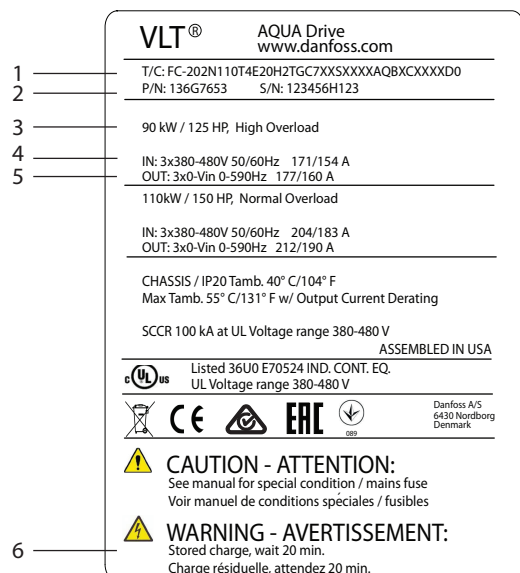 VLT® AQUA Drive
www.danfoss.com
1 T/C: FC-202N110T4E20H2TGC7XXSXXXXAQBXCXXXXD0
2 P/N: 136G7653 S/N: 123456H123
3 90 kW / 125 HP, High Overload
4 IN: 3x380-480V 50/60Hz 171/154 A
5 OUT: 3x0-Vin 0-590Hz 177/160 A
110kW / 150 HP, Normal Overload
IN: 3x380-480V 50/60Hz 204/183 A
OUT: 3x0-Vin 0-590Hz 212/190 A
CHASSIS / IP20 Tamb. 40° C/104° F
Max Tamb. 55° C/131° F w/ Output Current Derating
SCCR 100 kA at UL Voltage range 380-480 V
ASSEMBLED IN USA
c UL us Listed 36U0 E70524 IND. CONT. EQ.
UL Voltage range 380-480 V
CE EAC 089
Danfoss A/S
6430 Nordborg
Denmark
CAUTION - ATTENTION:
See manual for special condition / mains fuse
Voir manuel de conditions spéciales / fusibles
WARNING - AVERTISSEMENT:
6 Stored charge, wait 20 min.
Charge résiduelle, attendez 20 min.